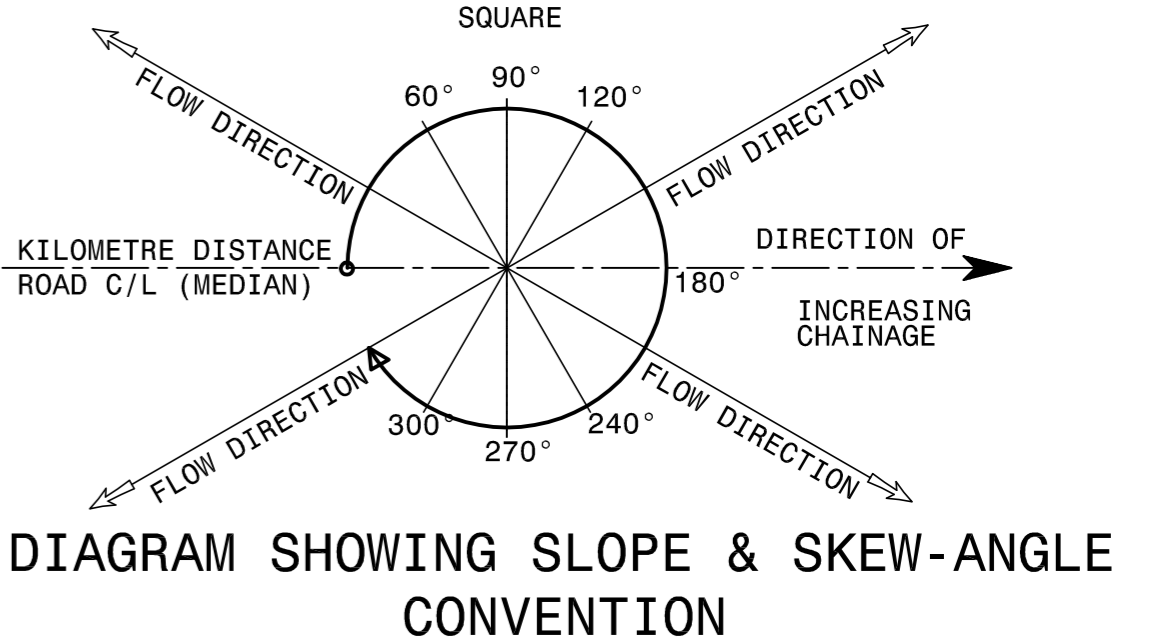 SQUARE
90°
60°
120°
FLOW DIRECTION
FLOW DIRECTION
KILOMETRE DISTANCE
ROAD C/L (MEDIAN)
DIRECTION OF
180°
INCREASING
CHAINAGE
FLOW DIRECTION
FLOW DIRECTION
300°
240°
270°
DIAGRAM SHOWING SLOPE & SKEW-ANGLE
CONVENTION